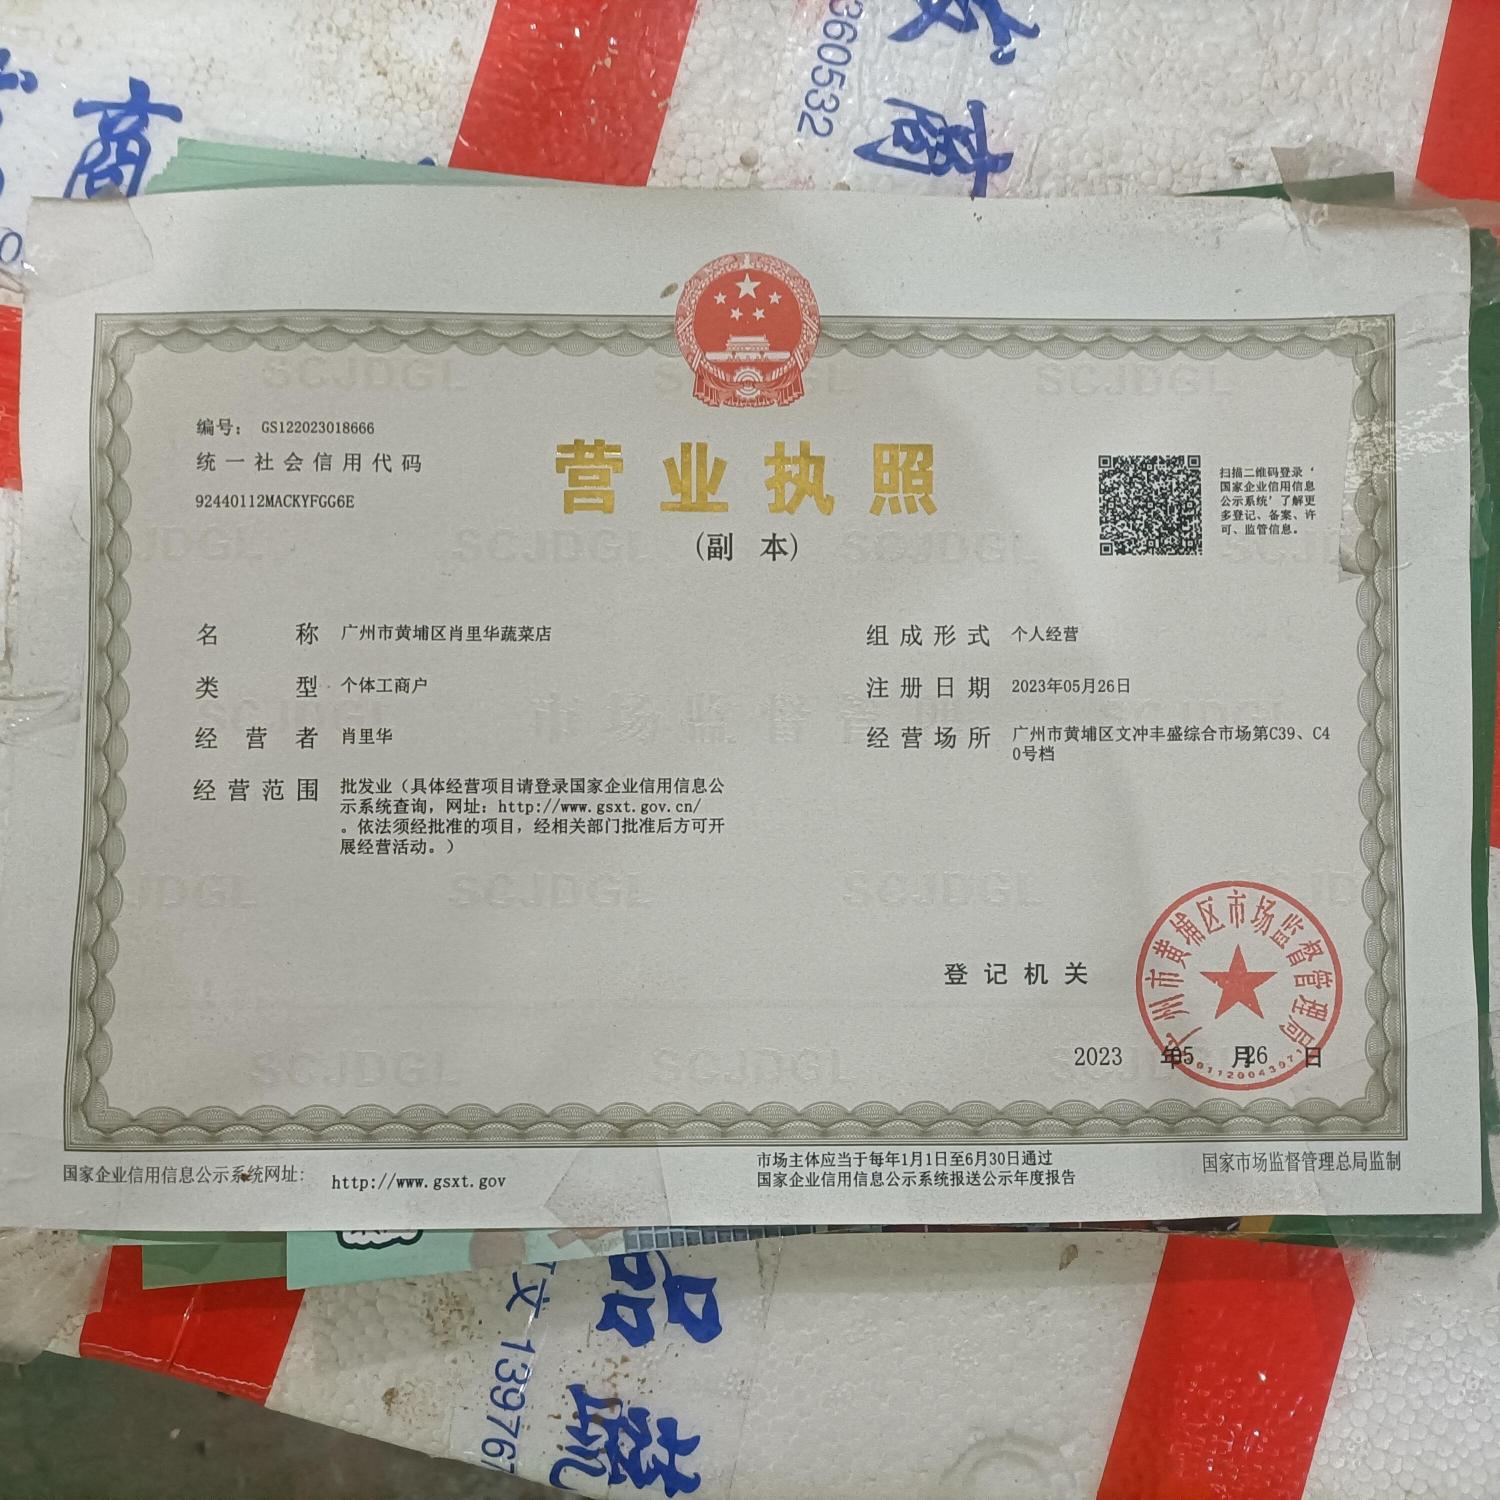 商
360532
商
编号： GS122023018666
统一社会信用代码
92440112MACKYFGG6E
营业执照
(副 本)
扫描二维码登录‘
国家企业信用信息
公示系统’了解更
多登记、备案、许
可、监管信息。
名 称 广州市黄埔区肖里华蔬菜店
类 型 个体工商户
经 营 者 肖里华
经营范围 批发业（具体经营项目请登录国家企业信用信息公
示系统查询，网址：http://www.gsxt.gov.cn/
。依法须经批准的项目，经相关部门批准后方可开
展经营活动。）
组成形式 个人经营
注册日期 2023年05月26日
经营场所 广州市黄埔区文冲丰盛综合市场第C39、C4
0号档
登记机关
广州市黄埔区市场监督管理局
2023 年05 月26 日
国家企业信用信息公示系统网址： http://www.gsxt.gov
市场主体应当于每年1月1日至6月30日通过
国家企业信用信息公示系统报送公示年度报告
国家市场监督管理总局监制
SCJDGL
市场监督管理
品蔬
文 139767